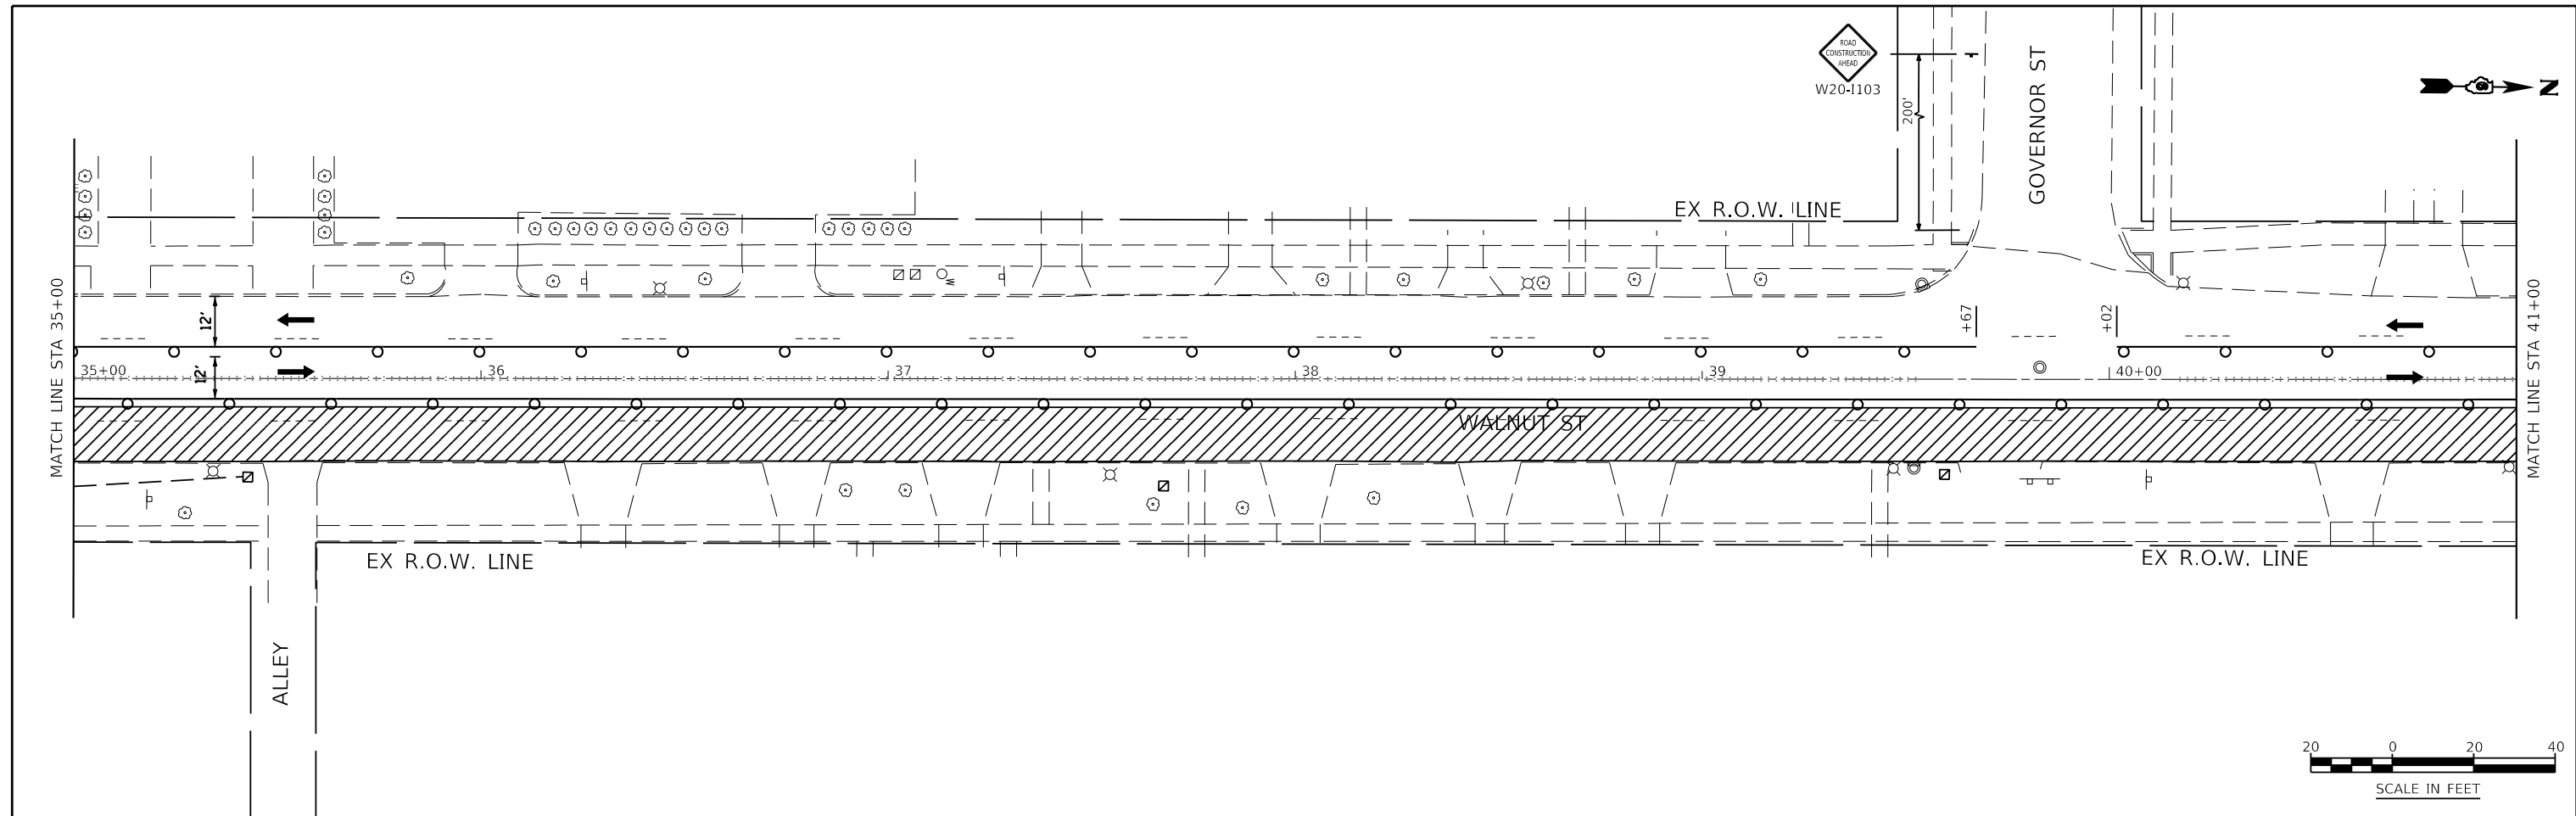 ROAD
CONSTRUCTION
AHEAD
W20-I103
200'
GOVERNOR ST
N
EX R.O.W. LINE
MATCH LINE STA 35+00
12'
12'
+67
+02
MATCH LINE STA 41+00
35+00
36
37
38
39
40+00
WALNUT ST
EX R.O.W. LINE
EX R.O.W. LINE
ALLEY
20 0 20 40
SCALE IN FEET